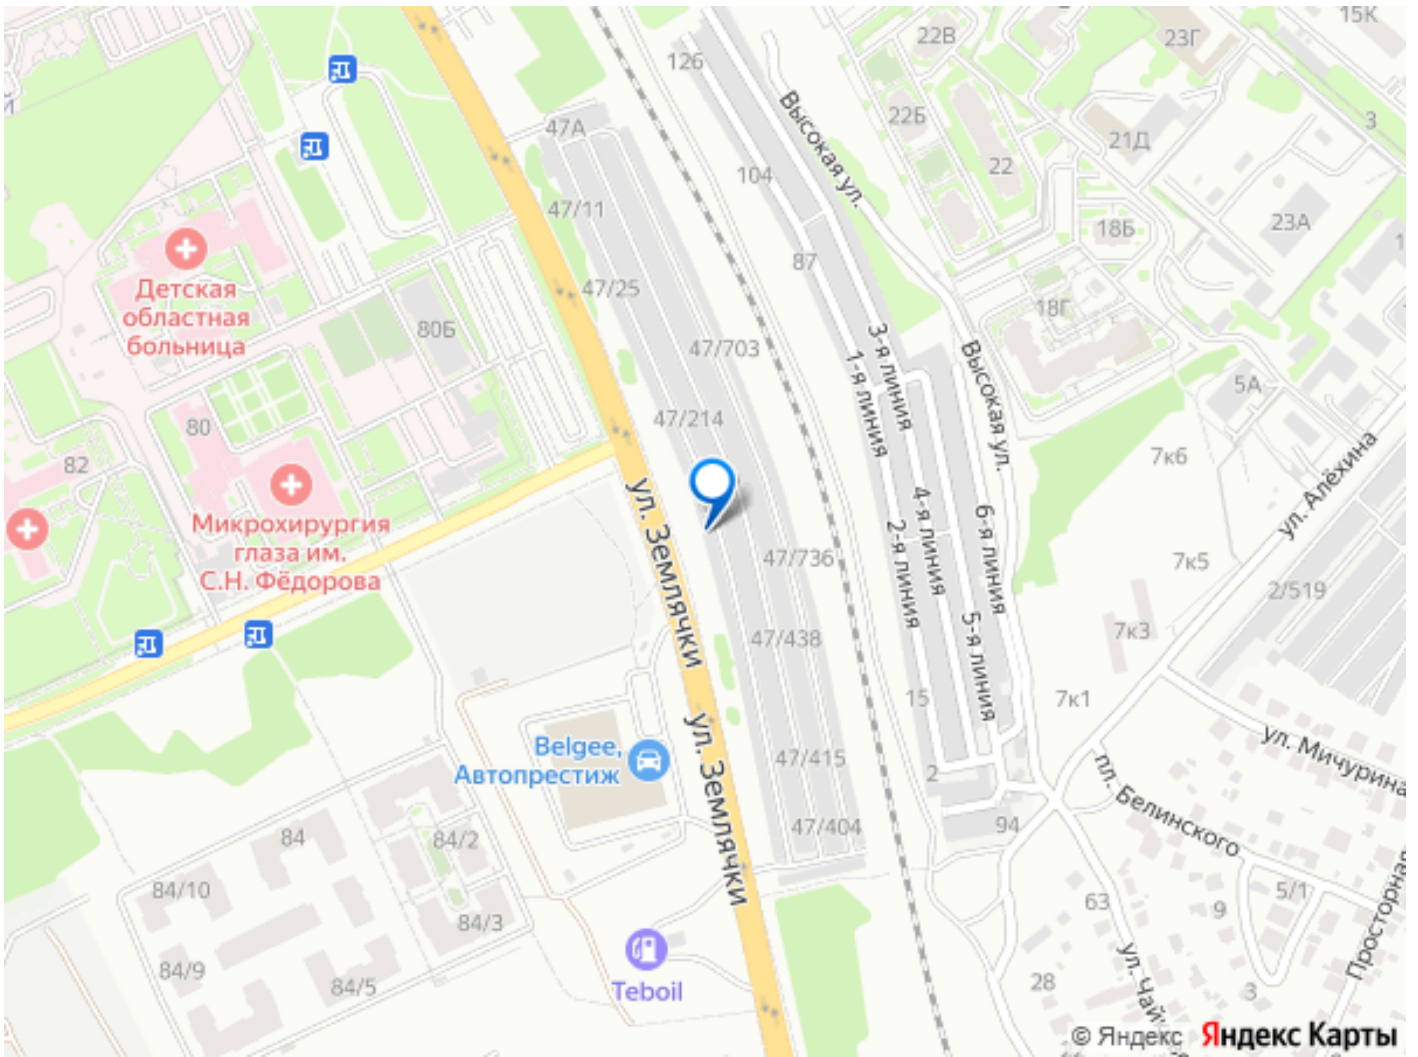 15К
22В
23Г
126
3
47А
Высокая ул.
22Б
21Д
22
104
47/11
23А
18Б
87
Детская
областная
больница
47/25
18Г
80Б
3-я линия
47/703
1-я линия
Высокая ул.
5А
47/214
80
82
7к6
ул. Алёхина
Микрохирургия
глаза им.
С.Н. Фёдорова
ул. Землячки
4-я линия
6-я линия
2-я линия
47/736
7к5
2/519
47/438
5-я линия
7к3
15
7к1
ул. Землячки
Belgee,
Автопрестиж
47/415
2
ул. Мичурина
пл. Белинского
84
84/2
47/404
94
84/10
84/3
63
9
5/1
Просторная
84/9
84/5
Teboil
28
ул. Чай
3
© Яндекс Яндекс Карты